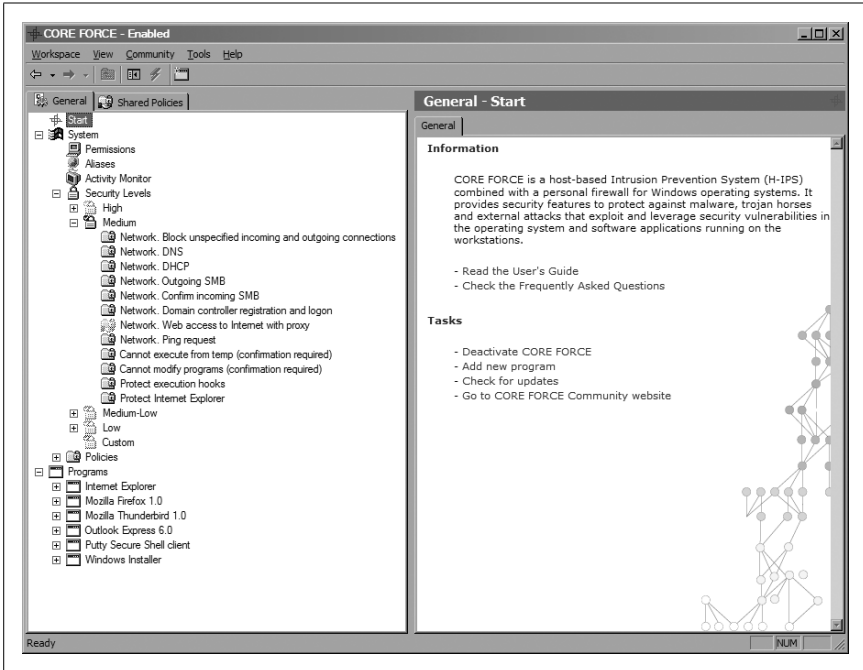 CORE FORCE - Enabled
Workspace View Community Tools Help
General Shared Policies
Start
System
Permissions
Aliases
Activity Monitor
Security Levels
High
Medium
Network. Block unspecified incoming and outgoing connections
Network. DNS
Network. DHCP
Network. Outgoing SMB
Network. Confirm incoming SMB
Network. Domain controller registration and logon
Network. Web access to Internet with proxy
Network. Ping request
Cannot execute from temp (confirmation required)
Cannot modify programs (confirmation required)
Protect execution hooks
Protect Internet Explorer
Medium-Low
Low
Custom
Policies
Programs
Internet Explorer
Mozilla Firefox 1.0
Mozilla Thunderbird 1.0
Outlook Express 6.0
Putty Secure Shell client
Windows Installer
General - Start
General
Information
CORE FORCE is a host-based Intrusion Prevention System (H-IPS)
combined with a personal firewall for Windows operating systems. It
provides security features to protect against malware, trojan horses
and external attacks that exploit and leverage security vulnerabilities in
the operating system and software applications running on the
workstations.
- Read the User's Guide
- Check the Frequently Asked Questions
Tasks
- Deactivate CORE FORCE
- Add new program
- Check for updates
- Go to CORE FORCE Community website
Ready
NUM